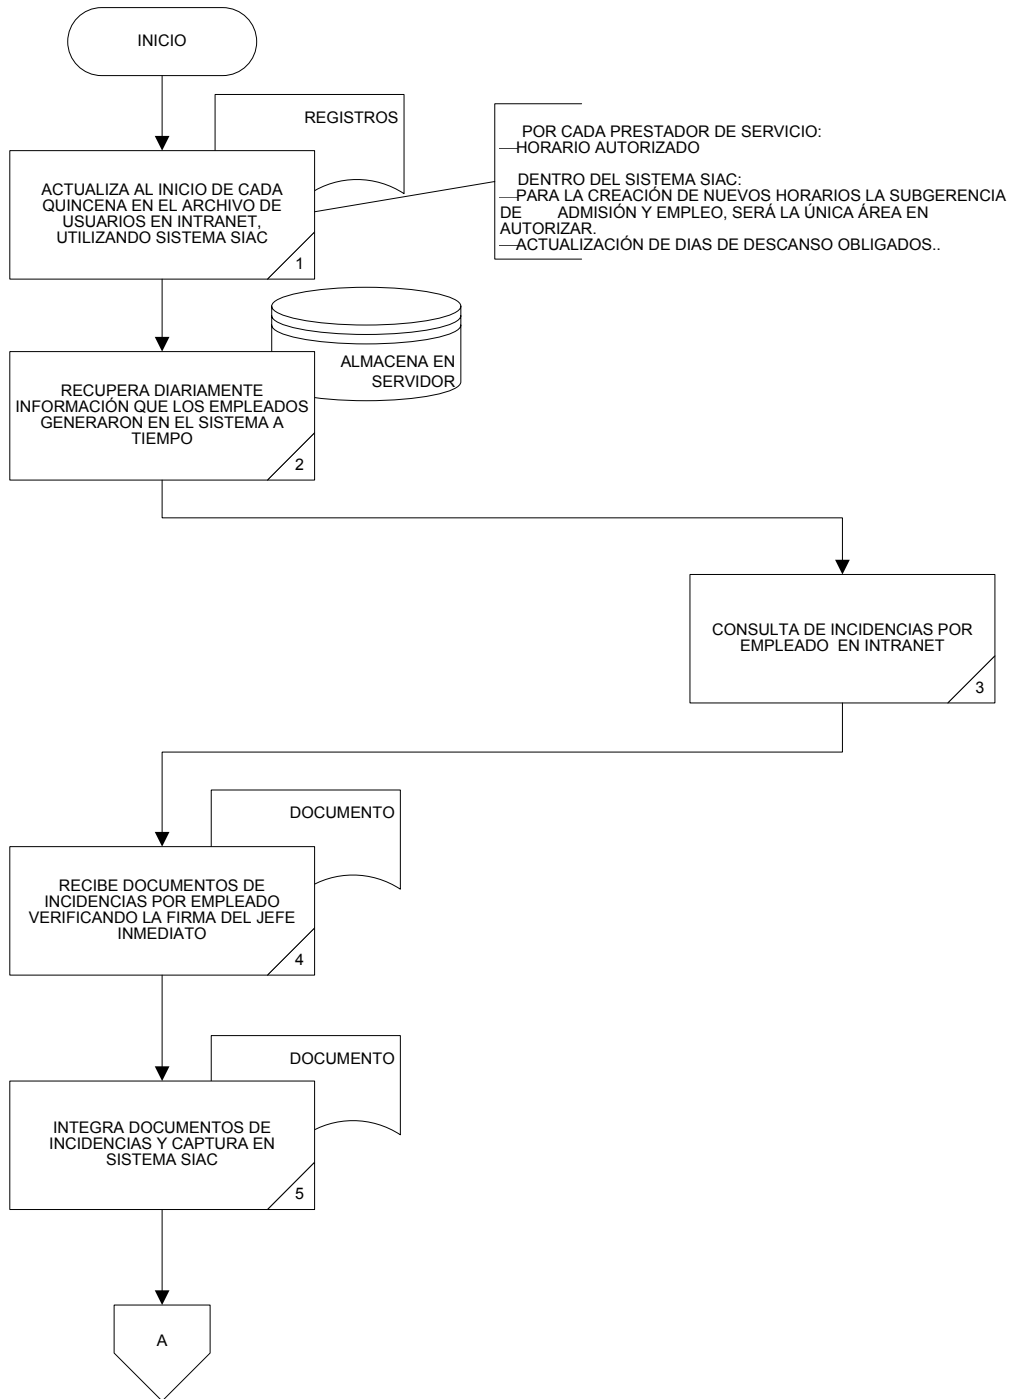 INICIO
REGISTROS
ACTUALIZA AL INICIO DE CADA
QUINCENA EN EL ARCHIVO DE
USUARIOS EN INTRANET,
UTILIZANDO SISTEMA SIAC
1
POR CADA PRESTADOR DE SERVICIO:
—HORARIO AUTORIZADO
DENTRO DEL SISTEMA SIAC:
—PARA LA CREACIÓN DE NUEVOS HORARIOS LA SUBGERENCIA
DE ADMISIÓN Y EMPLEO, SERÁ LA ÚNICA ÁREA EN
AUTORIZAR.
—ACTUALIZACIÓN DE DIAS DE DESCANSO OBLIGADOS..
ALMACENA EN
SERVIDOR
RECUPERA DIARIAMENTE
INFORMACIÓN QUE LOS EMPLEADOS
GENERARON EN EL SISTEMA A
TIEMPO
2
CONSULTA DE INCIDENCIAS POR
EMPLEADO EN INTRANET
3
DOCUMENTO
RECIBE DOCUMENTOS DE
INCIDENCIAS POR EMPLEADO
VERIFICANDO LA FIRMA DEL JEFE
INMEDIATO
4
DOCUMENTO
INTEGRA DOCUMENTOS DE
INCIDENCIAS Y CAPTURA EN
SISTEMA SIAC
5
A